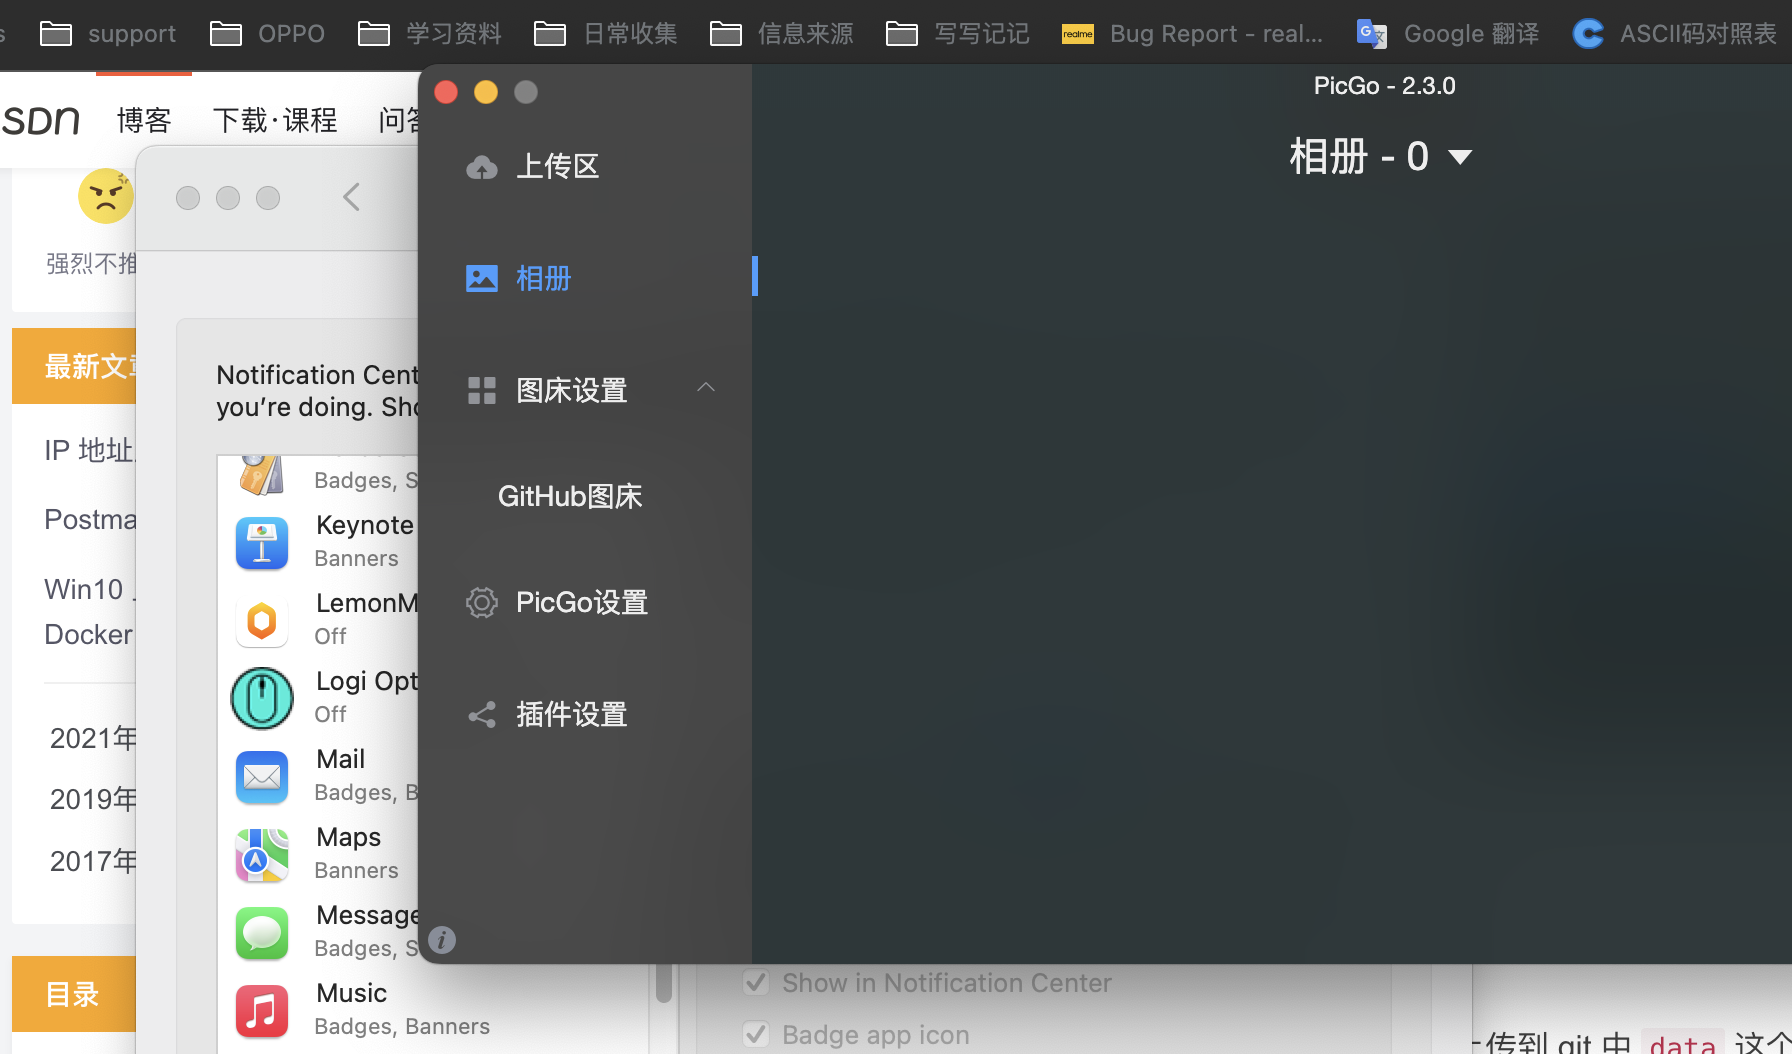 s support OPPO 学习资料 日常收集 信息来源 写写记记 realme Bug Report - real... Google 翻译 ASCII码对照表
SDN 博客 下载·课程 问答
强烈不推
最新文章
IP 地址
Postma
Win10
Docker
2021年
2019年
2017年
目录
Notification Cent
you're doing. Sho
Badges, S
Keynote
Banners
LemonM
Off
Logi Opt
Off
Mail
Badges, B
Maps
Banners
Message
Badges, S
Music
Badges, Banners
PicGo - 2.3.0
相册 - 0
上传区
相册
图床设置
GitHub图床
PicGo设置
插件设置
Show in Notification Center
Badge app icon
传到 git 中 data 这个